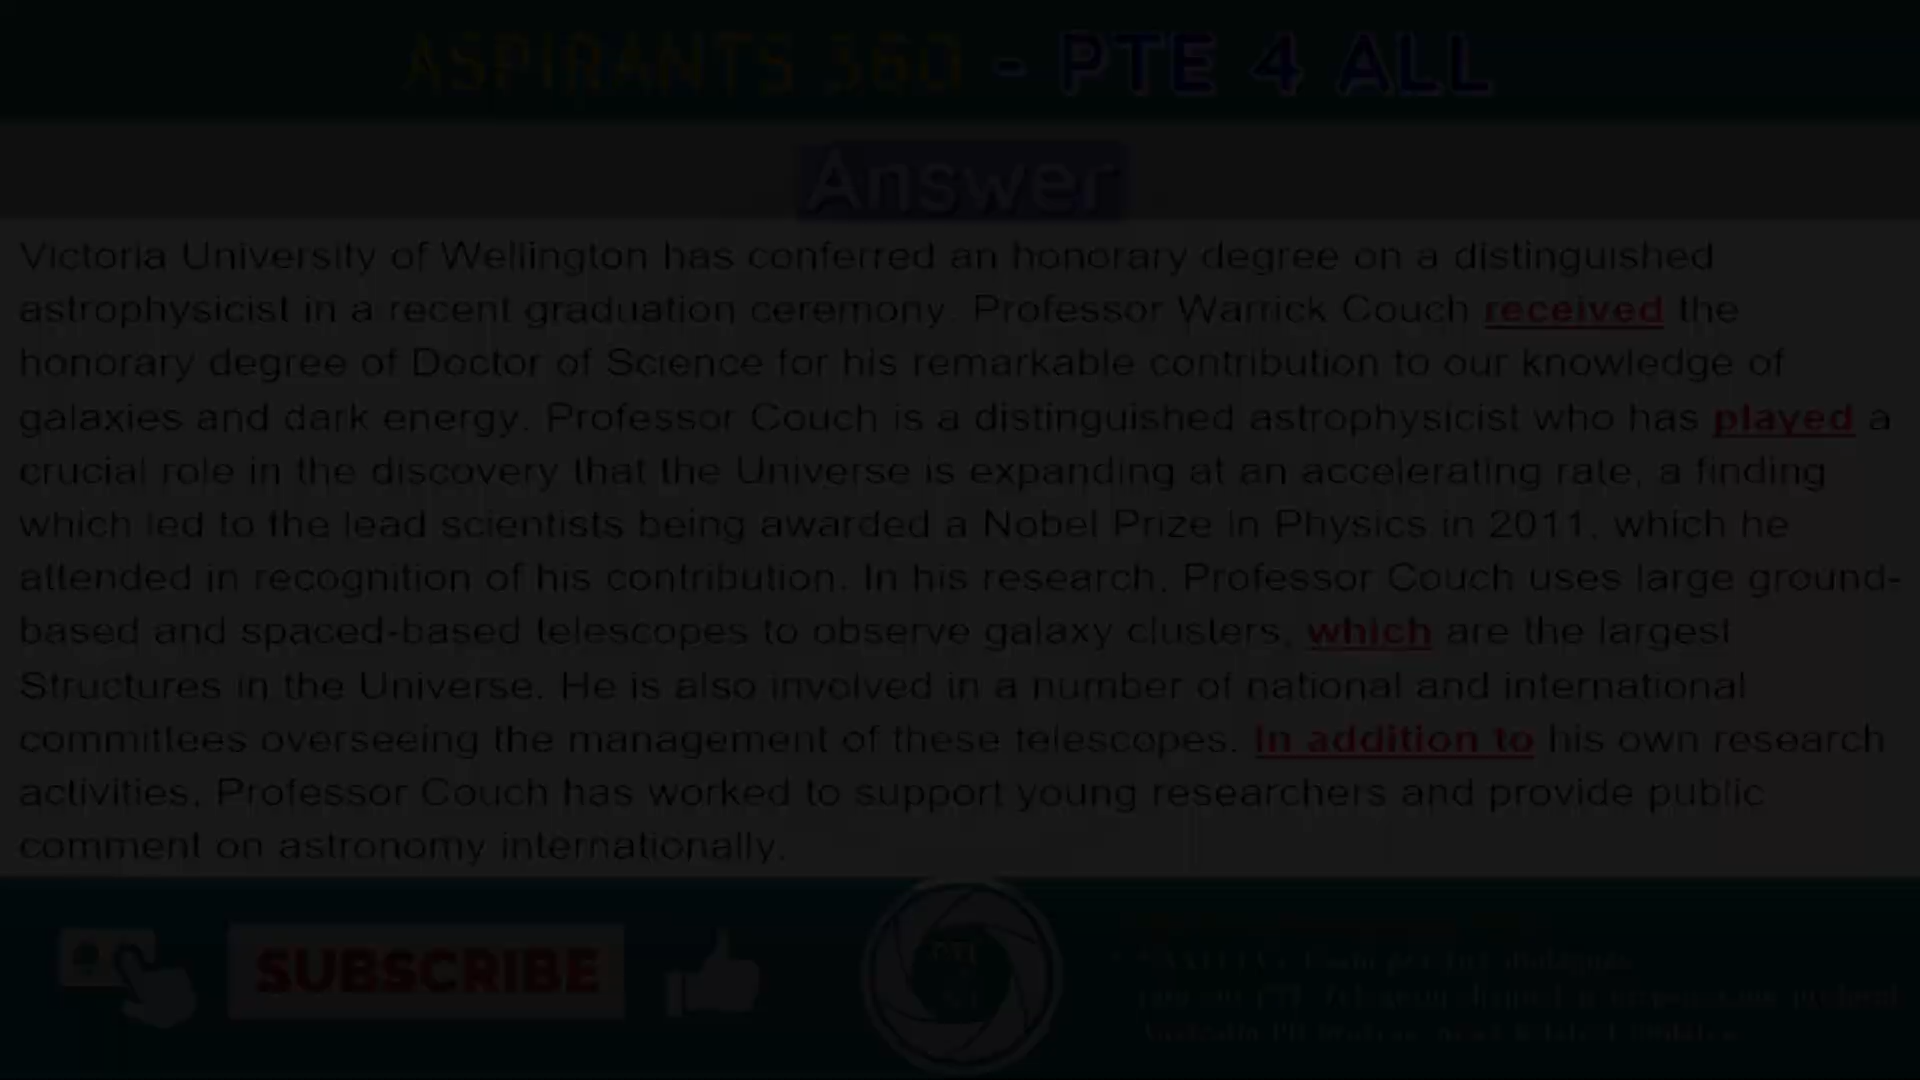 ASPIRANTS 360 - PTE 4 ALL
Answer
Victoria University of Wellington has conferred an honorary degree on a distinguished
astrophysicist in a recent graduation ceremony. Professor Warrick Couch received the
honorary degree of Doctor of Science for his remarkable contribution to our knowledge of
galaxies and dark energy. Professor Couch is a distinguished astrophysicist who has played a
crucial role in the discovery that the Universe is expanding at an accelerating rate, a finding
which led to the lead scientists being awarded a Nobel Prize in Physics in 2011, which he
attended in recognition of his contribution. In his research, Professor Couch uses large ground-
based and spaced-based telescopes to observe galaxy clusters, which are the largest
Structures in the Universe. He is also involved in a number of national and international
committees overseeing the management of these telescopes. In addition to his own research
activities, Professor Couch has worked to support young researchers and provide public
comment on astronomy internationally.
SUBSCRIBE